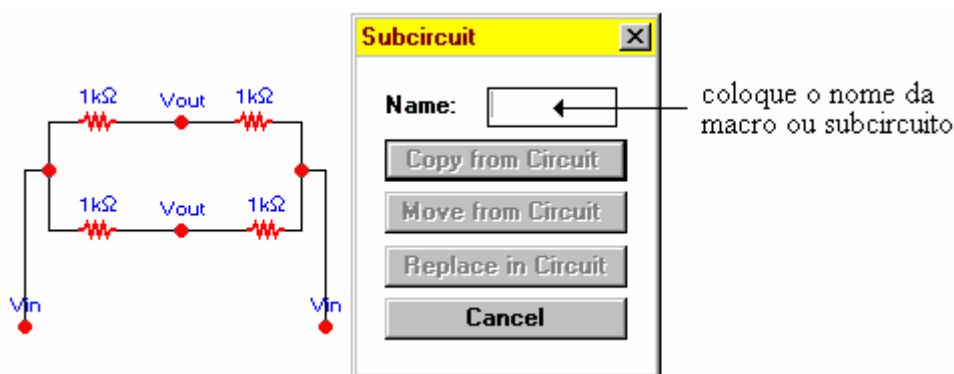 1kΩ Vout 1kΩ
1kΩ Vout 1kΩ
Vin Vin
Subcircuit
Name:
Copy from Circuit
Move from Circuit
Replace in Circuit
Cancel
coloque o nome da
macro ou subcircuito